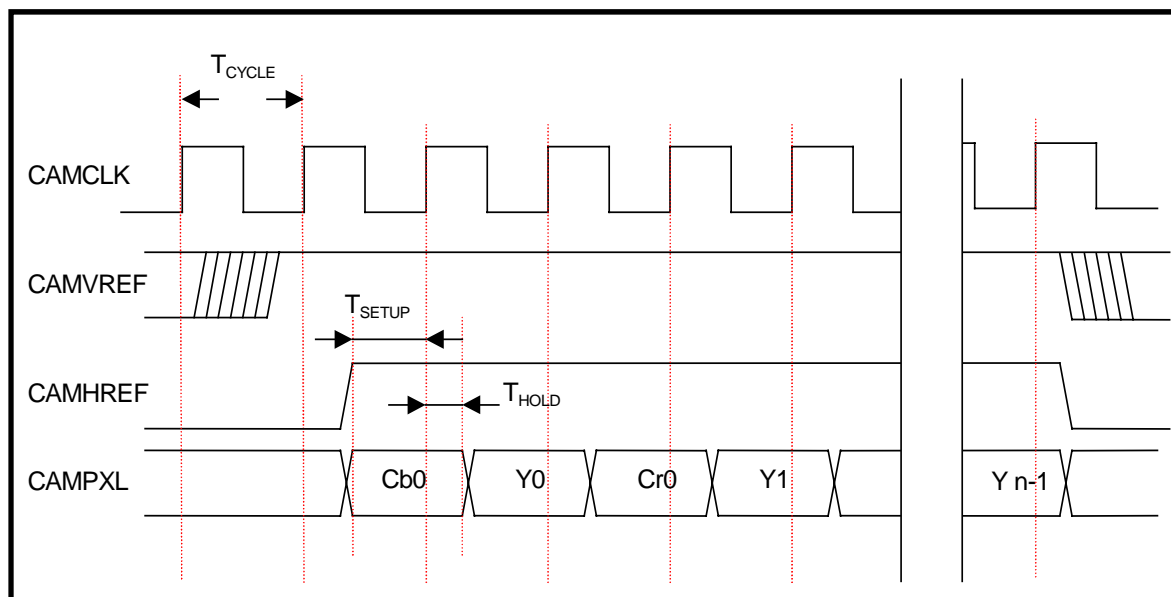 TCYCLE
CAMCLK
CAMVREF
TSETUP
CAMHREF
THOLD
CAMPXL
Cb0 Y0 Cr0 Y1 Y n-1